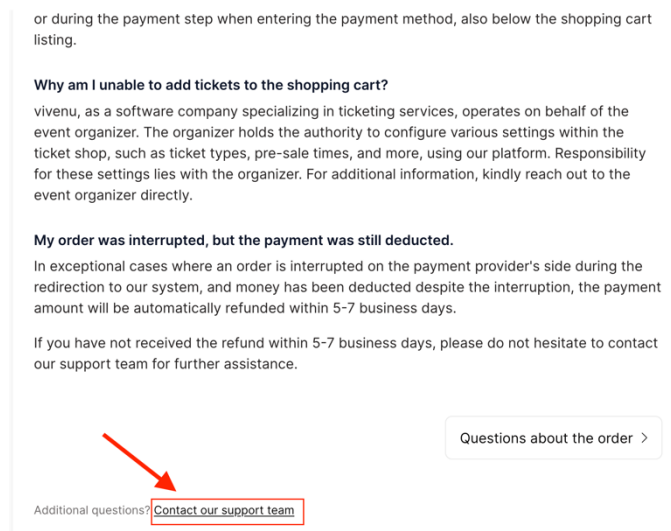 or during the payment step when entering the payment method, also below the shopping cart
listing.
Why am I unable to add tickets to the shopping cart?
vivenu, as a software company specializing in ticketing services, operates on behalf of the
event organizer. The organizer holds the authority to configure various settings within the
ticket shop, such as ticket types, pre-sale times, and more, using our platform. Responsibility
for these settings lies with the organizer. For additional information, kindly reach out to the
event organizer directly.
My order was interrupted, but the payment was still deducted.
In exceptional cases where an order is interrupted on the payment provider's side during the
redirection to our system, and money has been deducted despite the interruption, the payment
amount will be automatically refunded within 5-7 business days.
If you have not received the refund within 5-7 business days, please do not hesitate to contact
our support team for further assistance.
Questions about the order >
Additional questions? Contact our support team